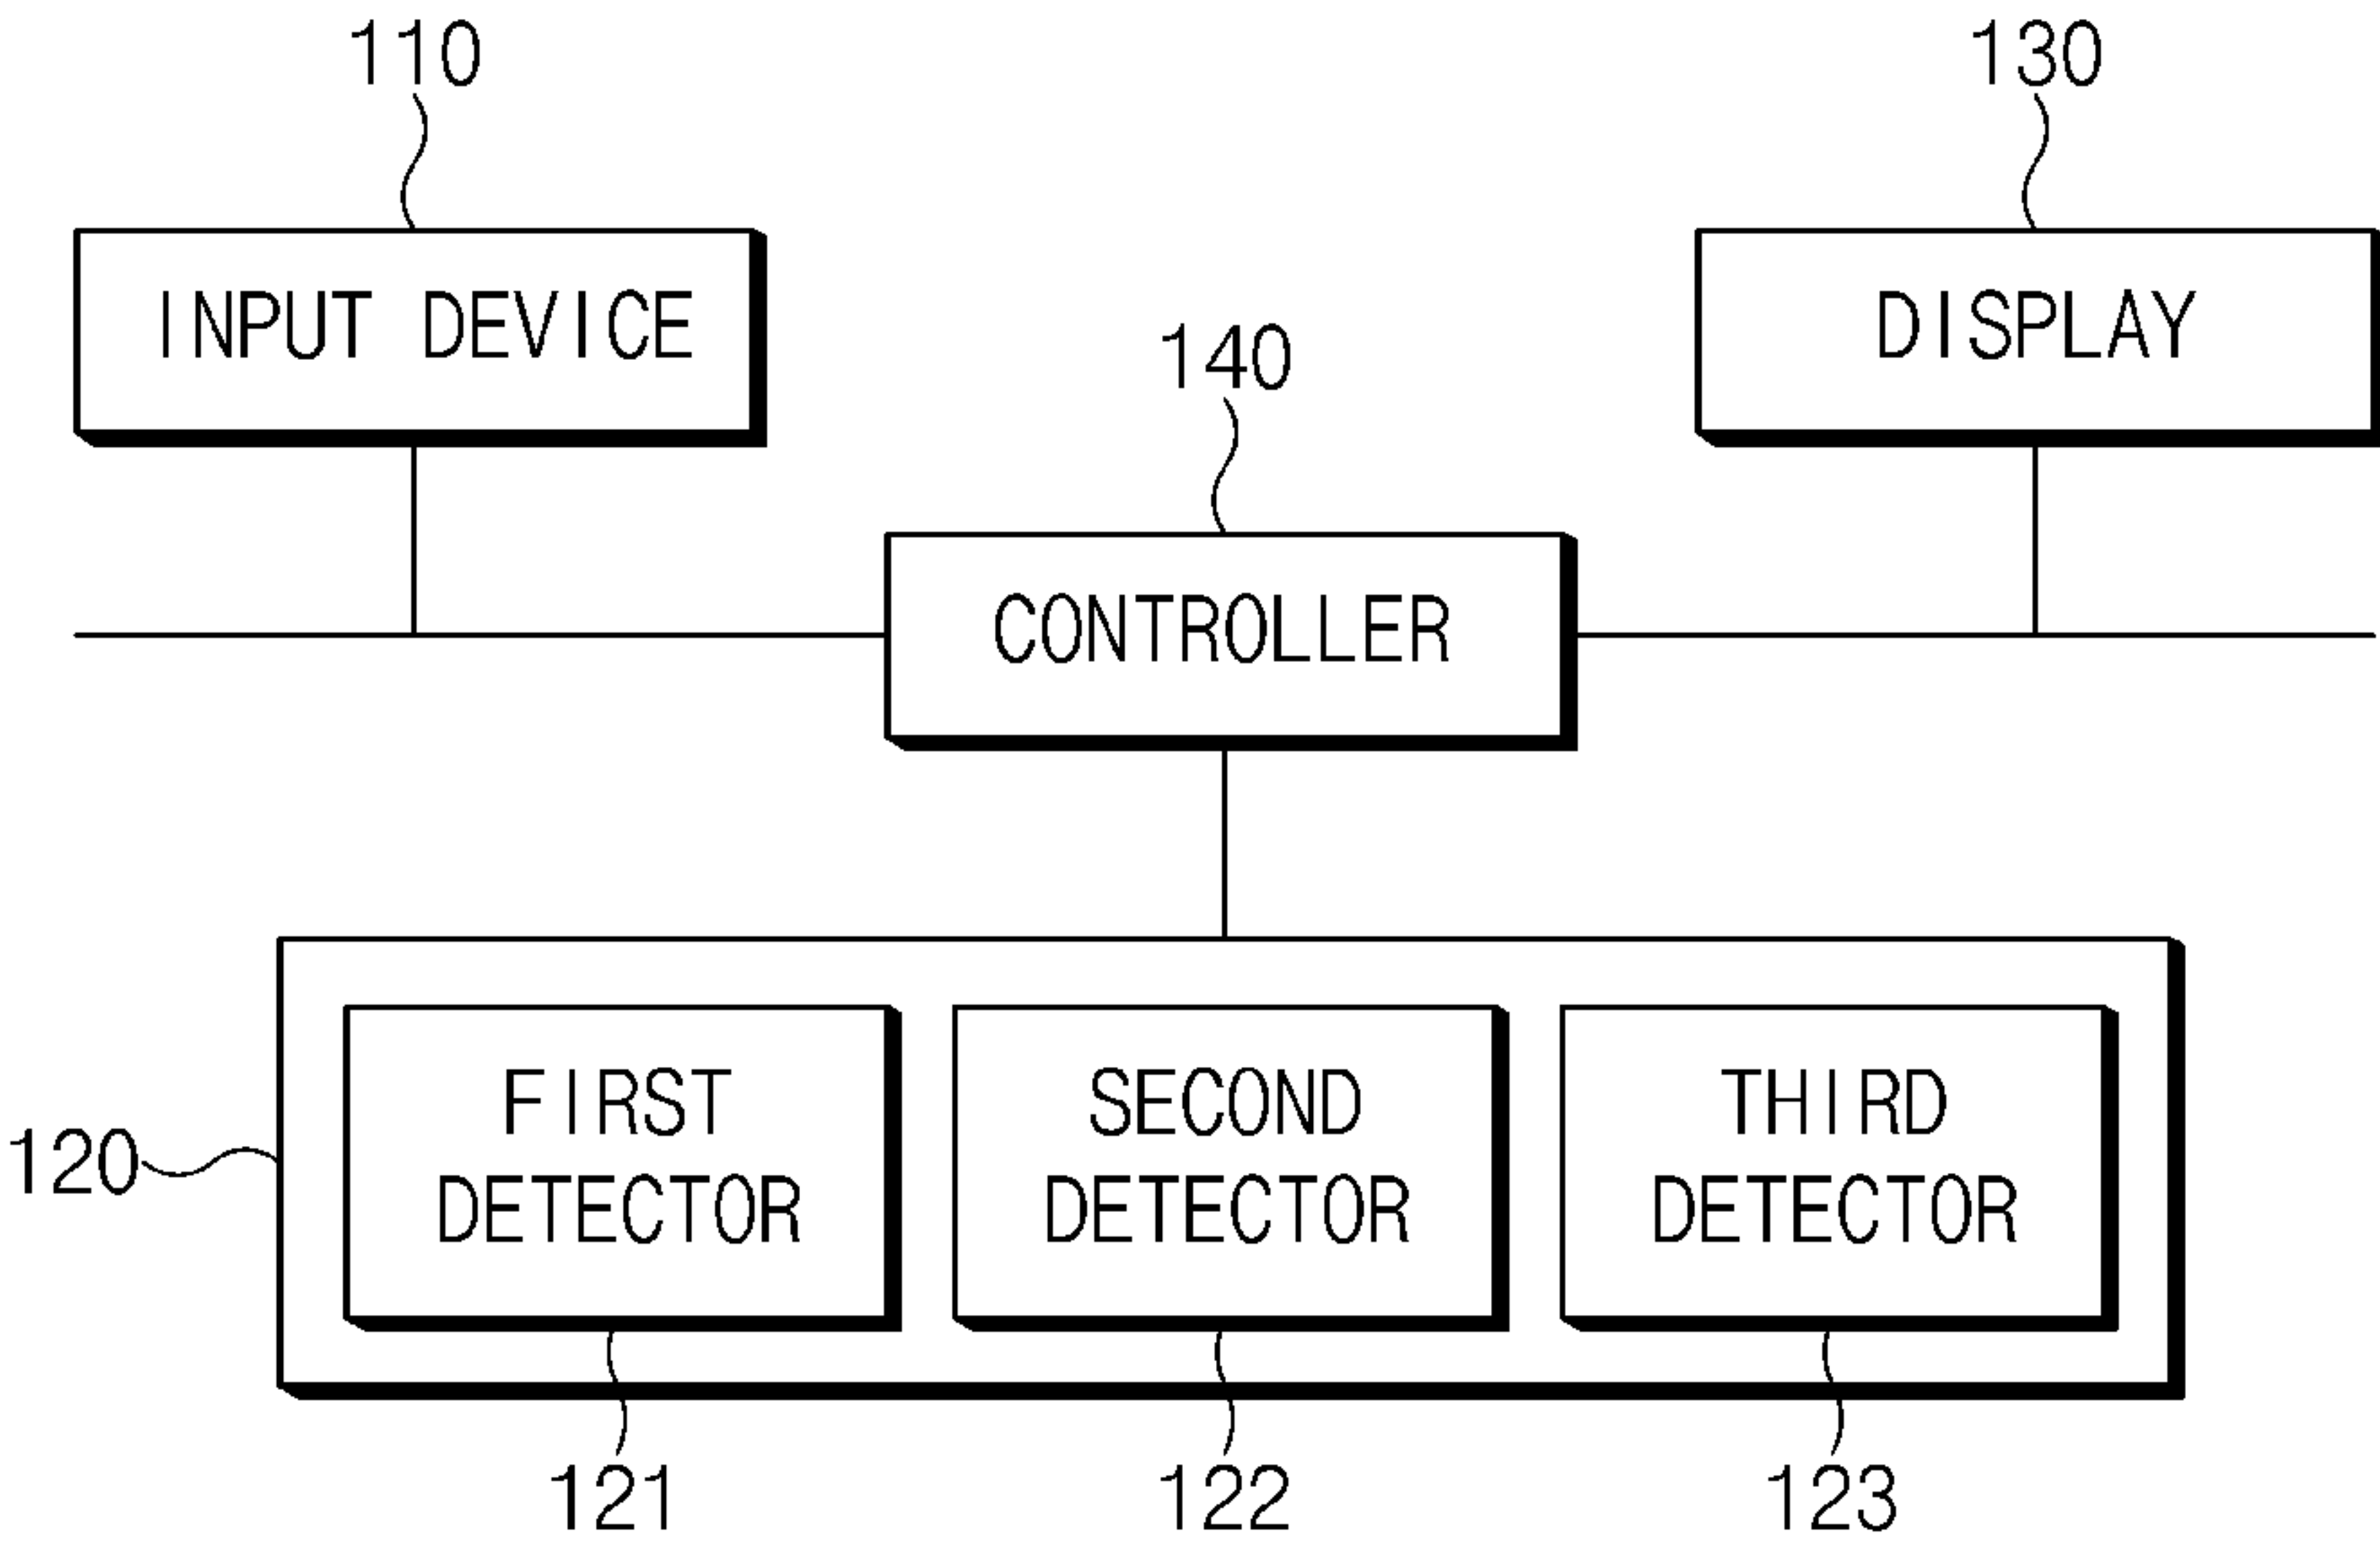 110
130
INPUT DEVICE
DISPLAY
140
CONTROLLER
FIRST
DETECTOR
SECOND
DETECTOR
THIRD
DETECTOR
120
121
122
123